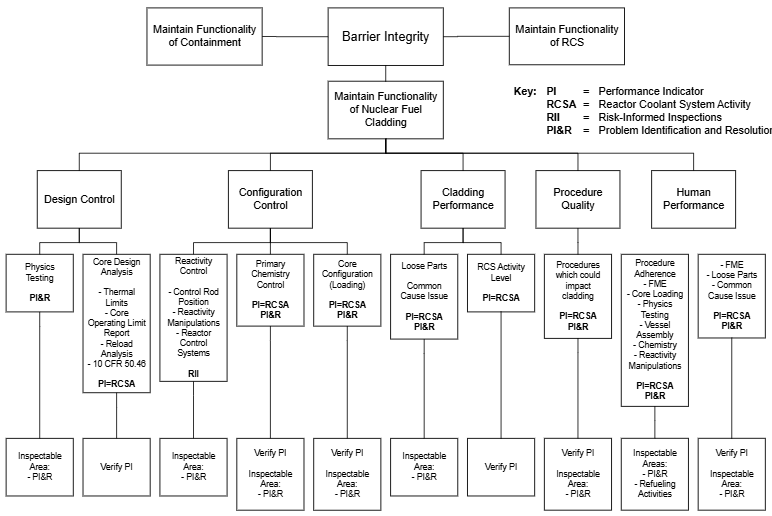 Maintain Functionality
of Containment
Barrier Integrity
Maintain Functionality
of RCS
Maintain Functionality
of Nuclear Fuel
Cladding
Key: PI = Performance Indicator
RCSA = Reactor Coolant System Activity
RII = Risk-Informed Inspections
PI&R = Problem Identification and Resolution
Design Control
Configuration
Control
Cladding
Performance
Procedure
Quality
Human
Performance
Physics
Testing
PI&R
Core Design
Analysis
- Thermal
Limits
- Core
Operating Limit
Report
- Reload
Analysis
- 10 CFR 50.46
PI=RCSA
Reactivity
Control
- Control Rod
Position
- Reactivity
Manipulations
- Reactor
Control
Systems
RII
Primary
Chemistry
Control
PI=RCSA
PI&R
Core
Configuration
(Loading)
PI=RCSA
PI&R
Loose Parts
Common
Cause Issue
PI=RCSA
PI&R
RCS Activity
Level
PI=RCSA
Procedures
which could
impact
cladding
PI=RCSA
PI&R
Procedure
Adherence
- FME
- Core Loading
- Physics
Testing
- Vessel
Assembly
- Chemistry
- Reactivity
Manipulations
PI=RCSA
PI&R
- FME
- Loose Parts
- Common
Cause Issue
PI=RCSA
PI&R
Inspectable
Area:
- PI&R
Verify PI
Inspectable
Area:
- PI&R
Verify PI
Inspectable
Area:
- PI&R
Verify PI
Inspectable
Area:
- PI&R
Inspectable
Area:
- PI&R
Verify PI
Verify PI
Inspectable
Area:
- PI&R
Inspectable
Areas:
- PI&R
- Refueling
Activities
Verify PI
Inspectable
Area:
- PI&R